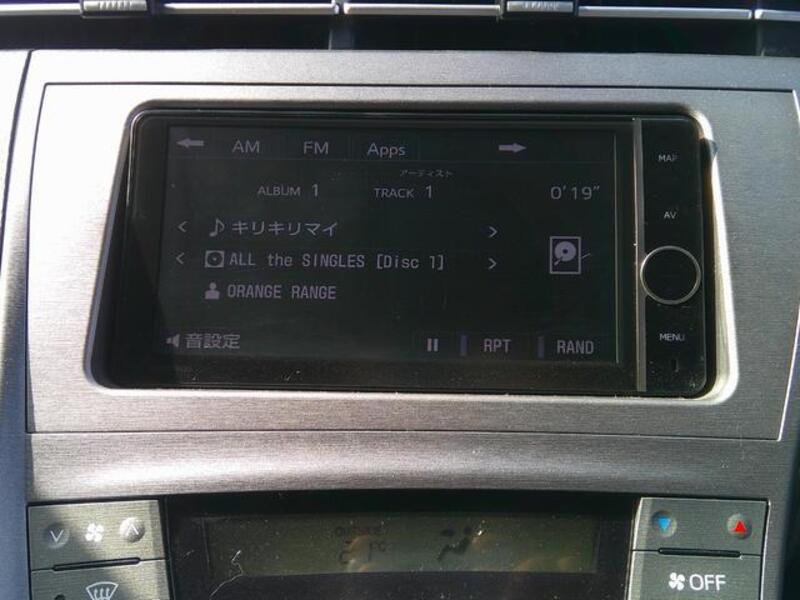 AM FM Apps
アーティスト
ALBUM 1 TRACK 1 0'19"
キリキリマイ
ALL the SINGLES [Disc 1]
ORANGE RANGE
音設定 RPT RAND
MAP
AV
MENU
OFF